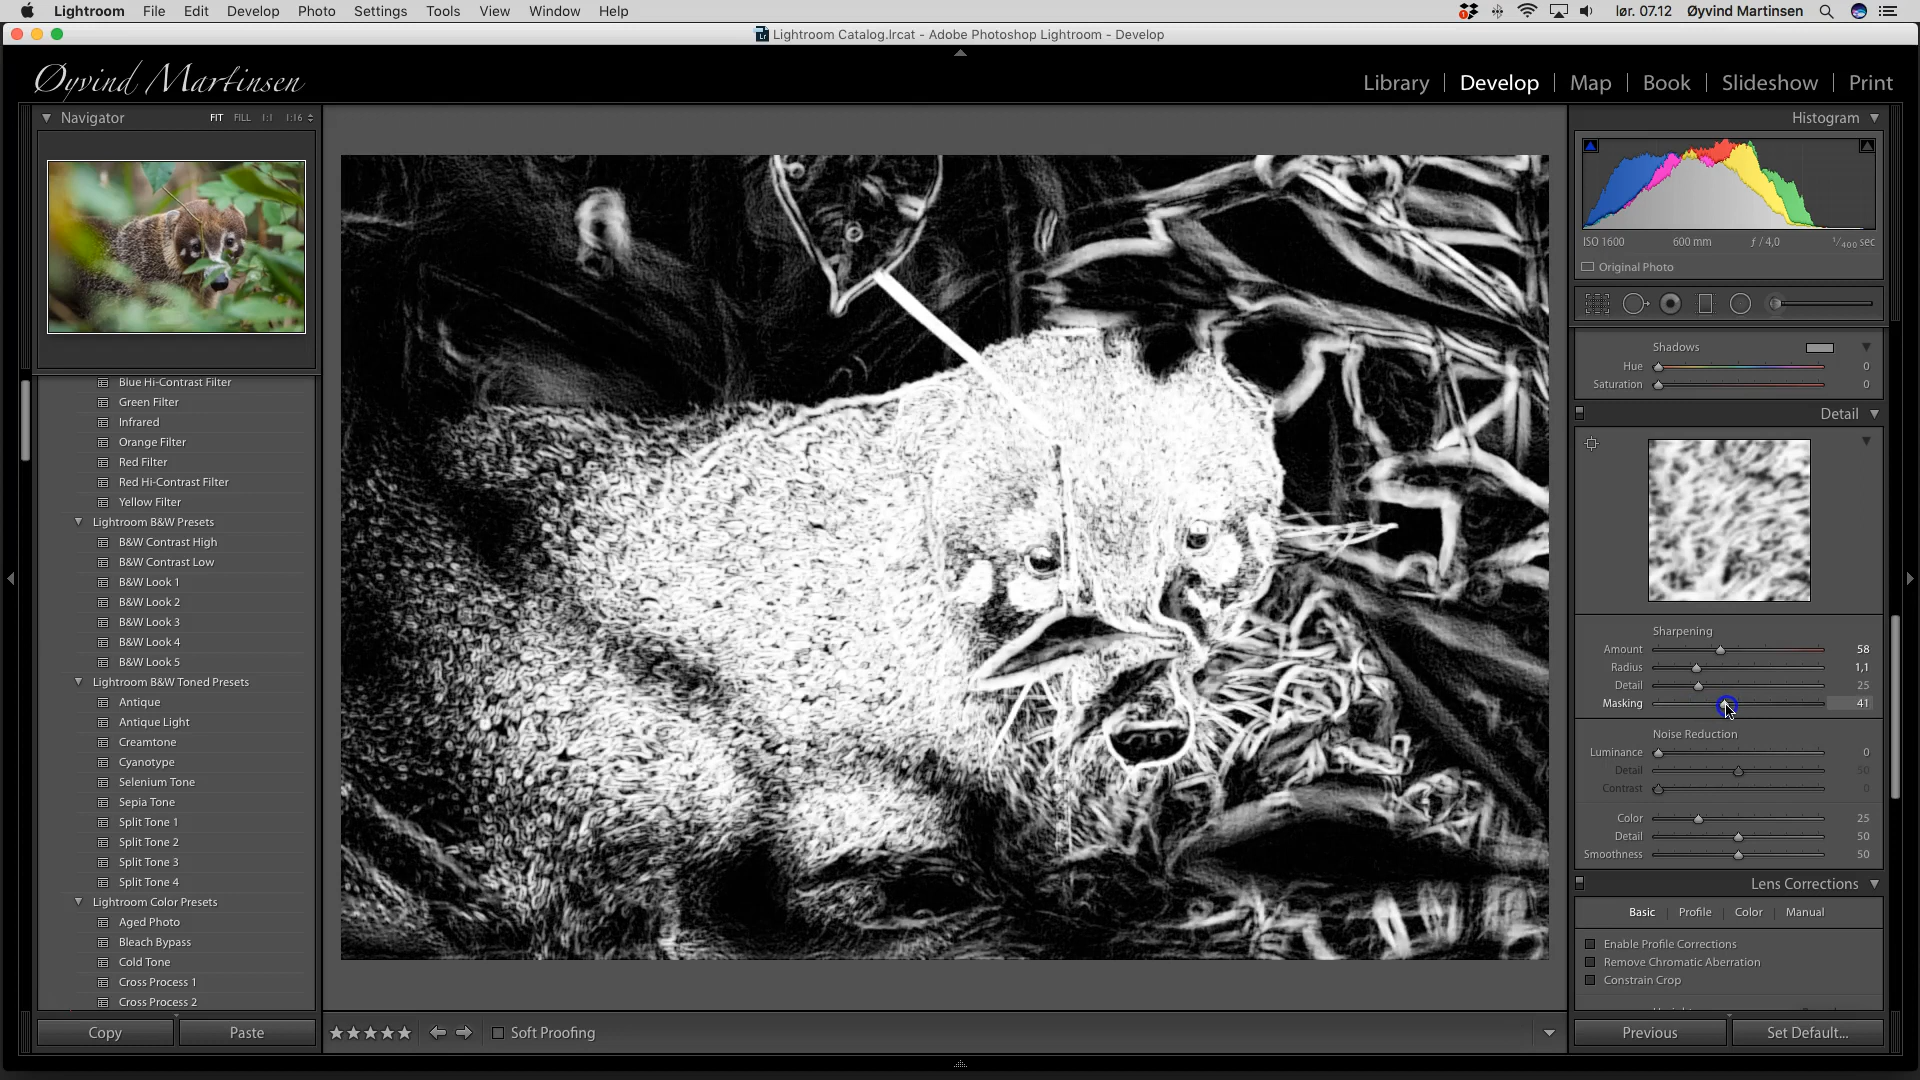 Lightroom File Edit Develop Photo Settings Tools View Window Help
1 lør. 07.12 Øyvind Martinsen
Lr Lightroom Catalog.lrcat - Adobe Photoshop Lightroom - Develop
Øyvind Martinsen
Library Develop Map Book Slideshow Print
Navigator FIT FILL 1:1 1:16
Blue Hi-Contrast Filter
Green Filter
Infrared
Orange Filter
Red Filter
Red Hi-Contrast Filter
Yellow Filter
Lightroom B&W Presets
B&W Contrast High
B&W Contrast Low
B&W Look 1
B&W Look 2
B&W Look 3
B&W Look 4
B&W Look 5
Lightroom B&W Toned Presets
Antique
Antique Light
Creamtone
Cyanotype
Selenium Tone
Sepia Tone
Split Tone 1
Split Tone 2
Split Tone 3
Split Tone 4
Lightroom Color Presets
Aged Photo
Bleach Bypass
Cold Tone
Cross Process 1
Cross Process 2
Copy Paste
Soft Proofing
Histogram
ISO 1600 600 mm ƒ / 4,0 1/400 sec
Original Photo
Shadows
Hue 0
Saturation 0
Detail
Sharpening
Amount 58
Radius 1,1
Detail 25
Masking 41
Noise Reduction
Luminance 0
Detail 50
Contrast 0
Color 25
Detail 50
Smoothness 50
Lens Corrections
Basic Profile Color Manual
Enable Profile Corrections
Remove Chromatic Aberration
Constrain Crop
Previous Set Default...